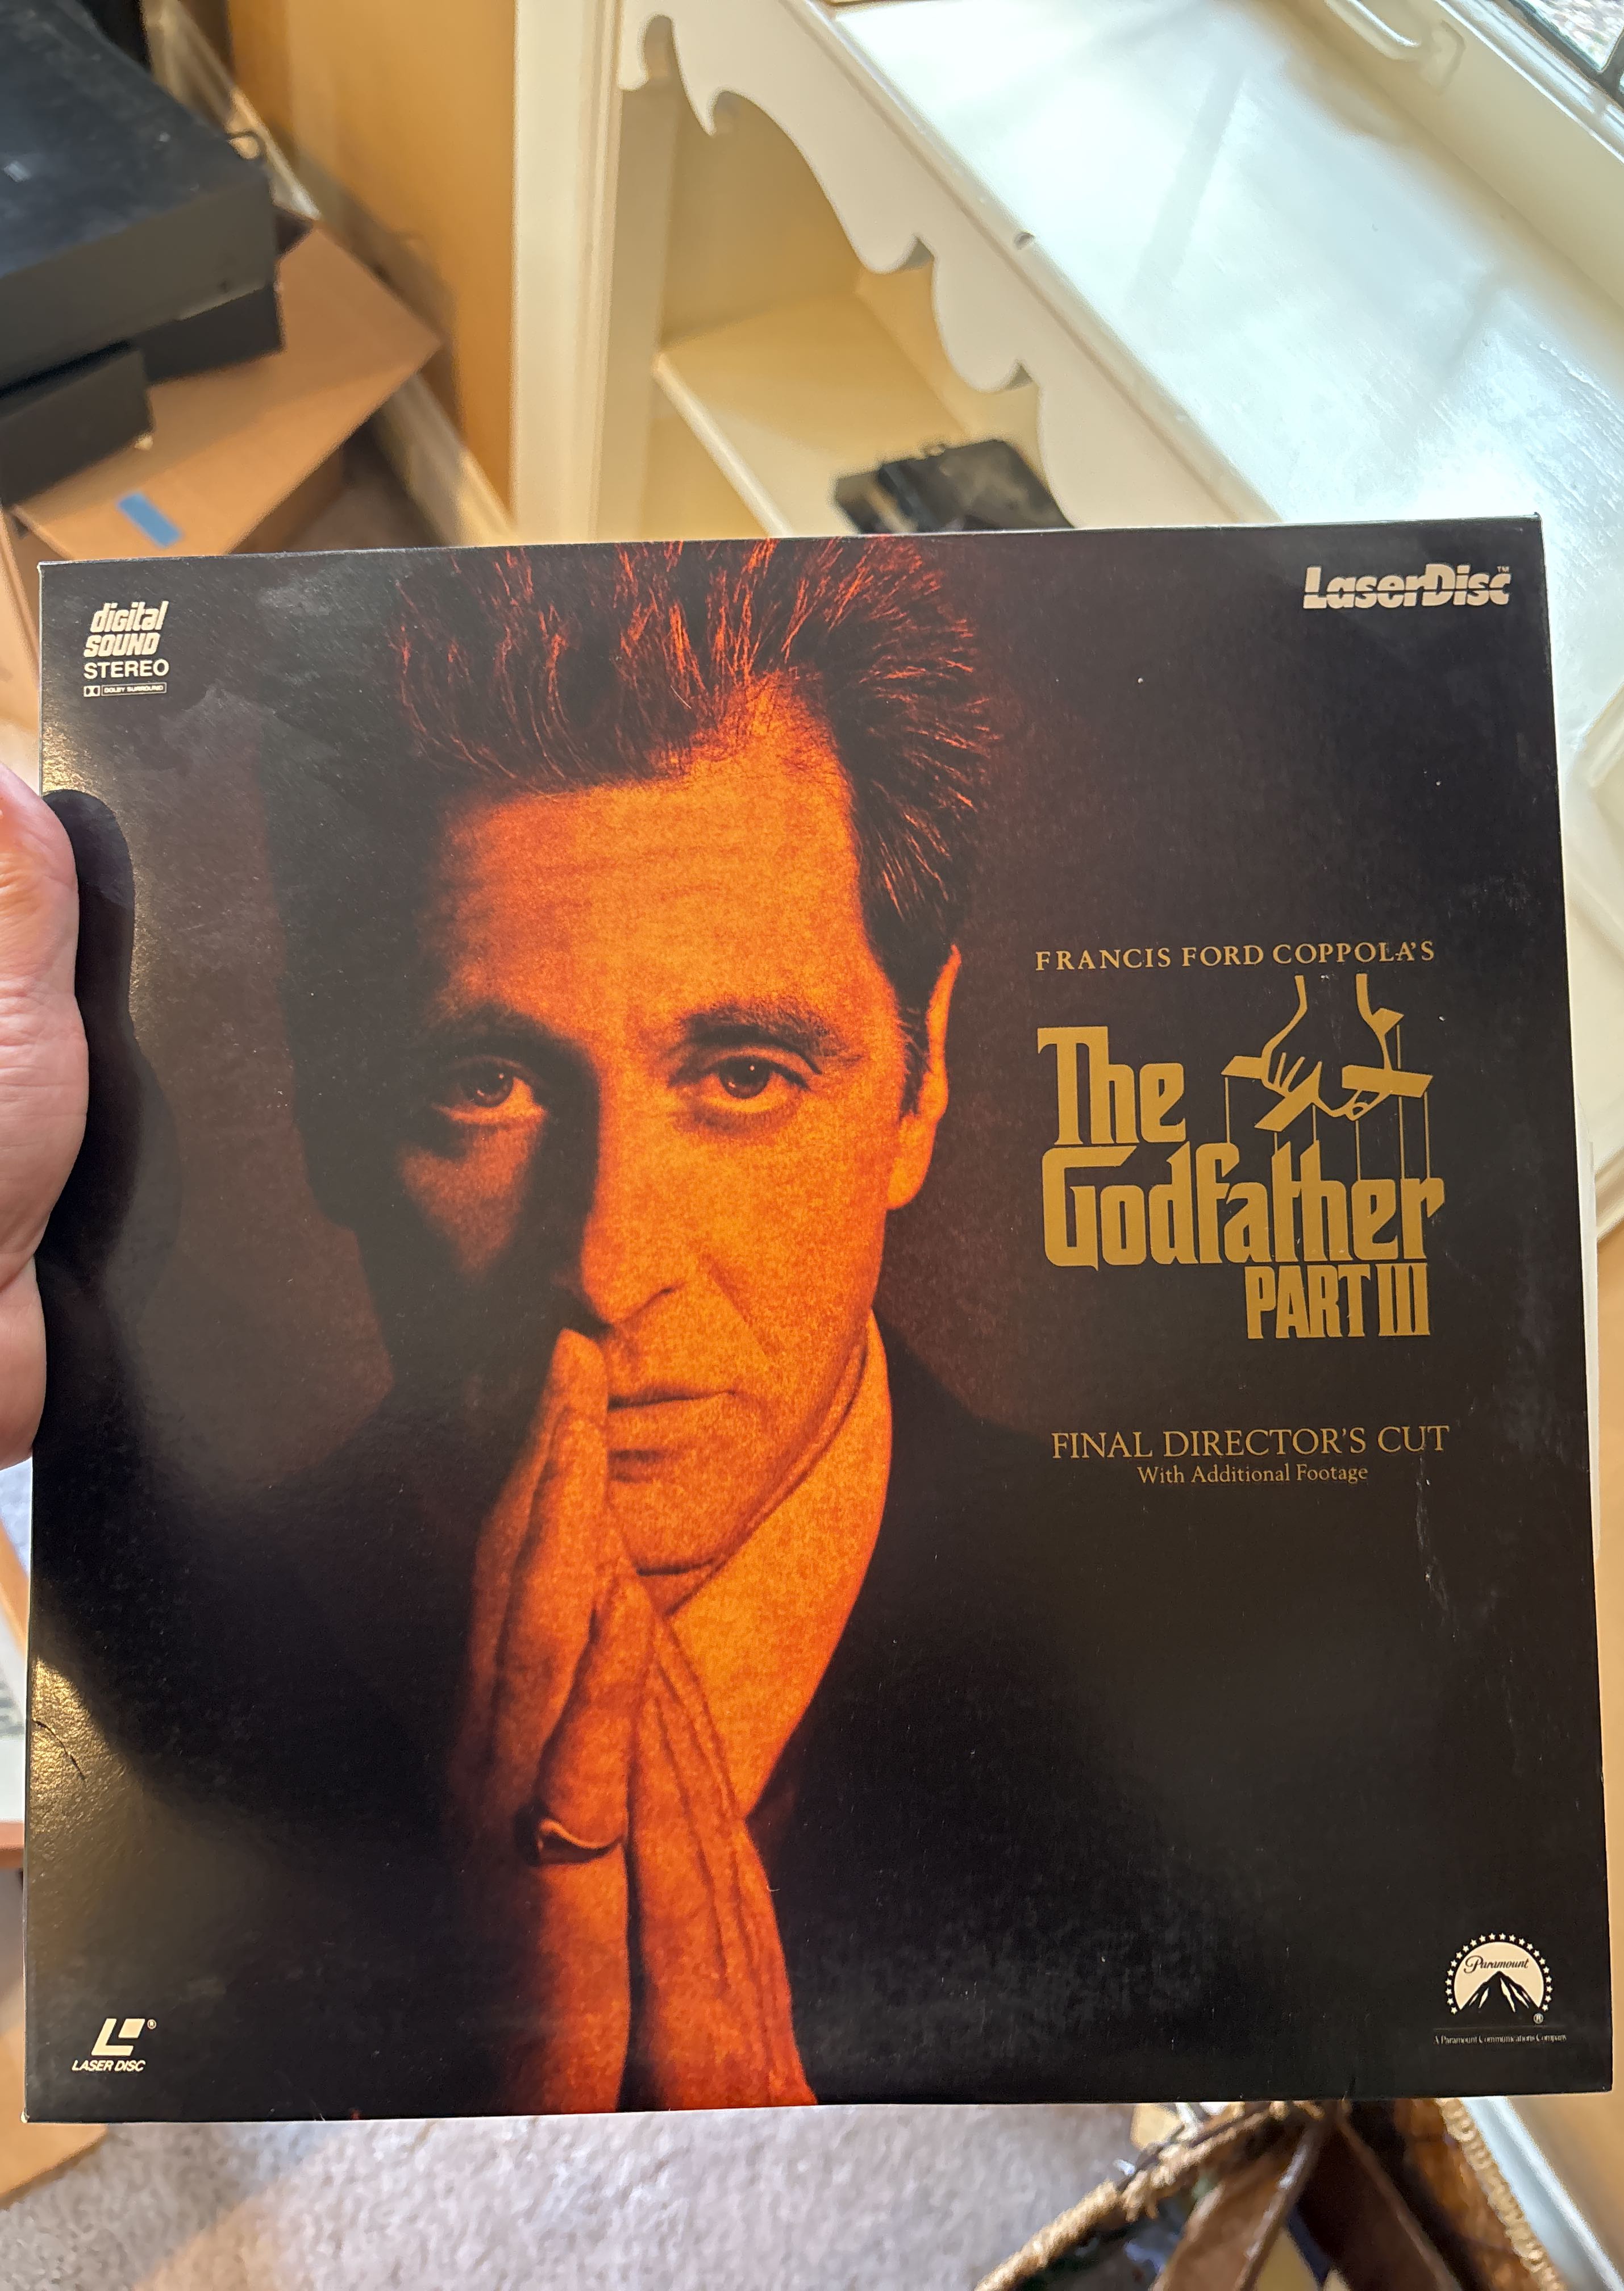 digital
SOUND
STEREO
DOLBY SURROUND
LaserDisc™
FRANCIS FORD COPPOLA'S
The
Godfather
PART III
FINAL DIRECTOR'S CUT
With Additional Footage
LASER DISC
®
Paramount
®
A Paramount Communications Company